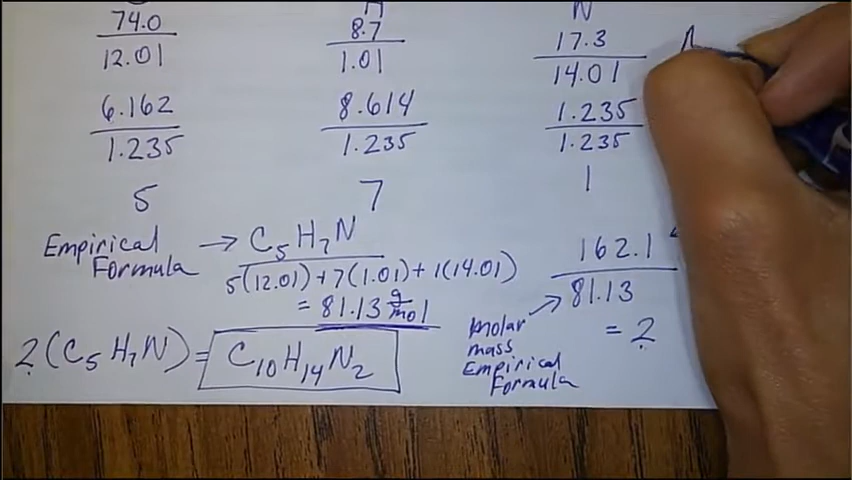 H N
74.0 8.7 17.3
12.01 1.01 14.01
6.162 8.614 1.235
1.235 1.235 1.235
5 7 1
Empirical Formula → C5H7N
5(12.01)+7(1.01)+1(14.01)
= 81.13 g/mol
2(C5H7N) = C10H14N2
162.1
81.13
= 2
molar
mass
Empirical
Formula